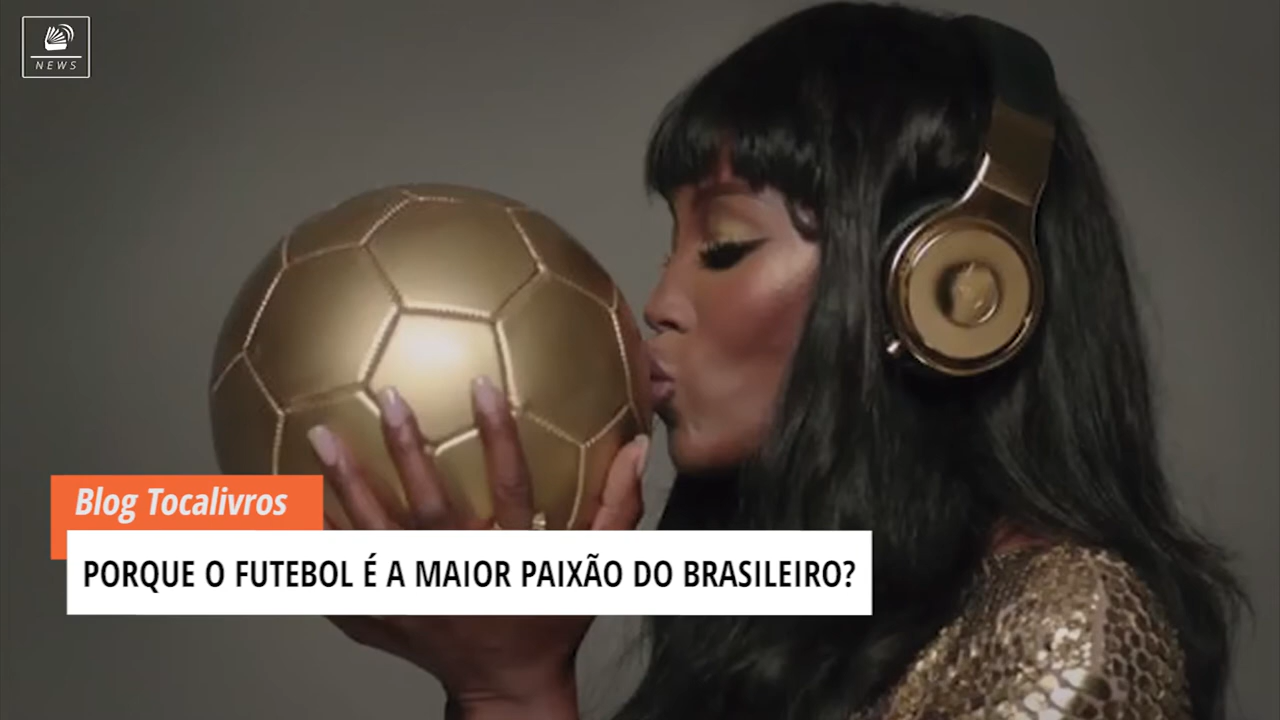 NEWS
Blog Tocalivros
PORQUE O FUTEBOL É A MAIOR PAIXÃO DO BRASILEIRO?